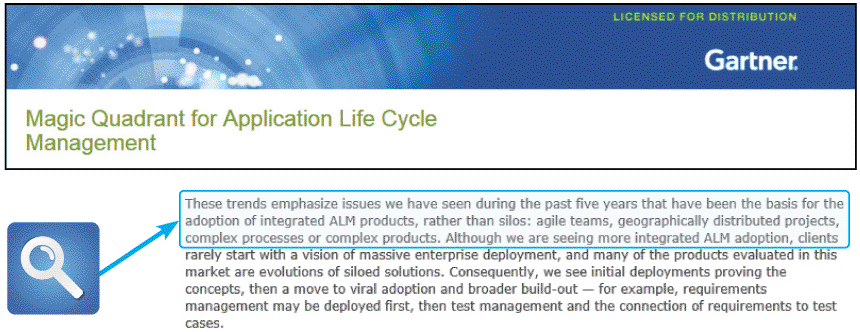 LICENSED FOR DISTRIBUTION
Gartner.
Magic Quadrant for Application Life Cycle
Management
These trends emphasize issues we have seen during the past five years that have been the basis for the
adoption of integrated ALM products, rather than silos: agile teams, geographically distributed projects,
complex processes or complex products. Although we are seeing more integrated ALM adoption, clients
rarely start with a vision of massive enterprise deployment, and many of the products evaluated in this
market are evolutions of siloed solutions. Consequently, we see initial deployments proving the
concepts, then a move to viral adoption and broader build-out — for example, requirements
management may be deployed first, then test management and the connection of requirements to test
cases.